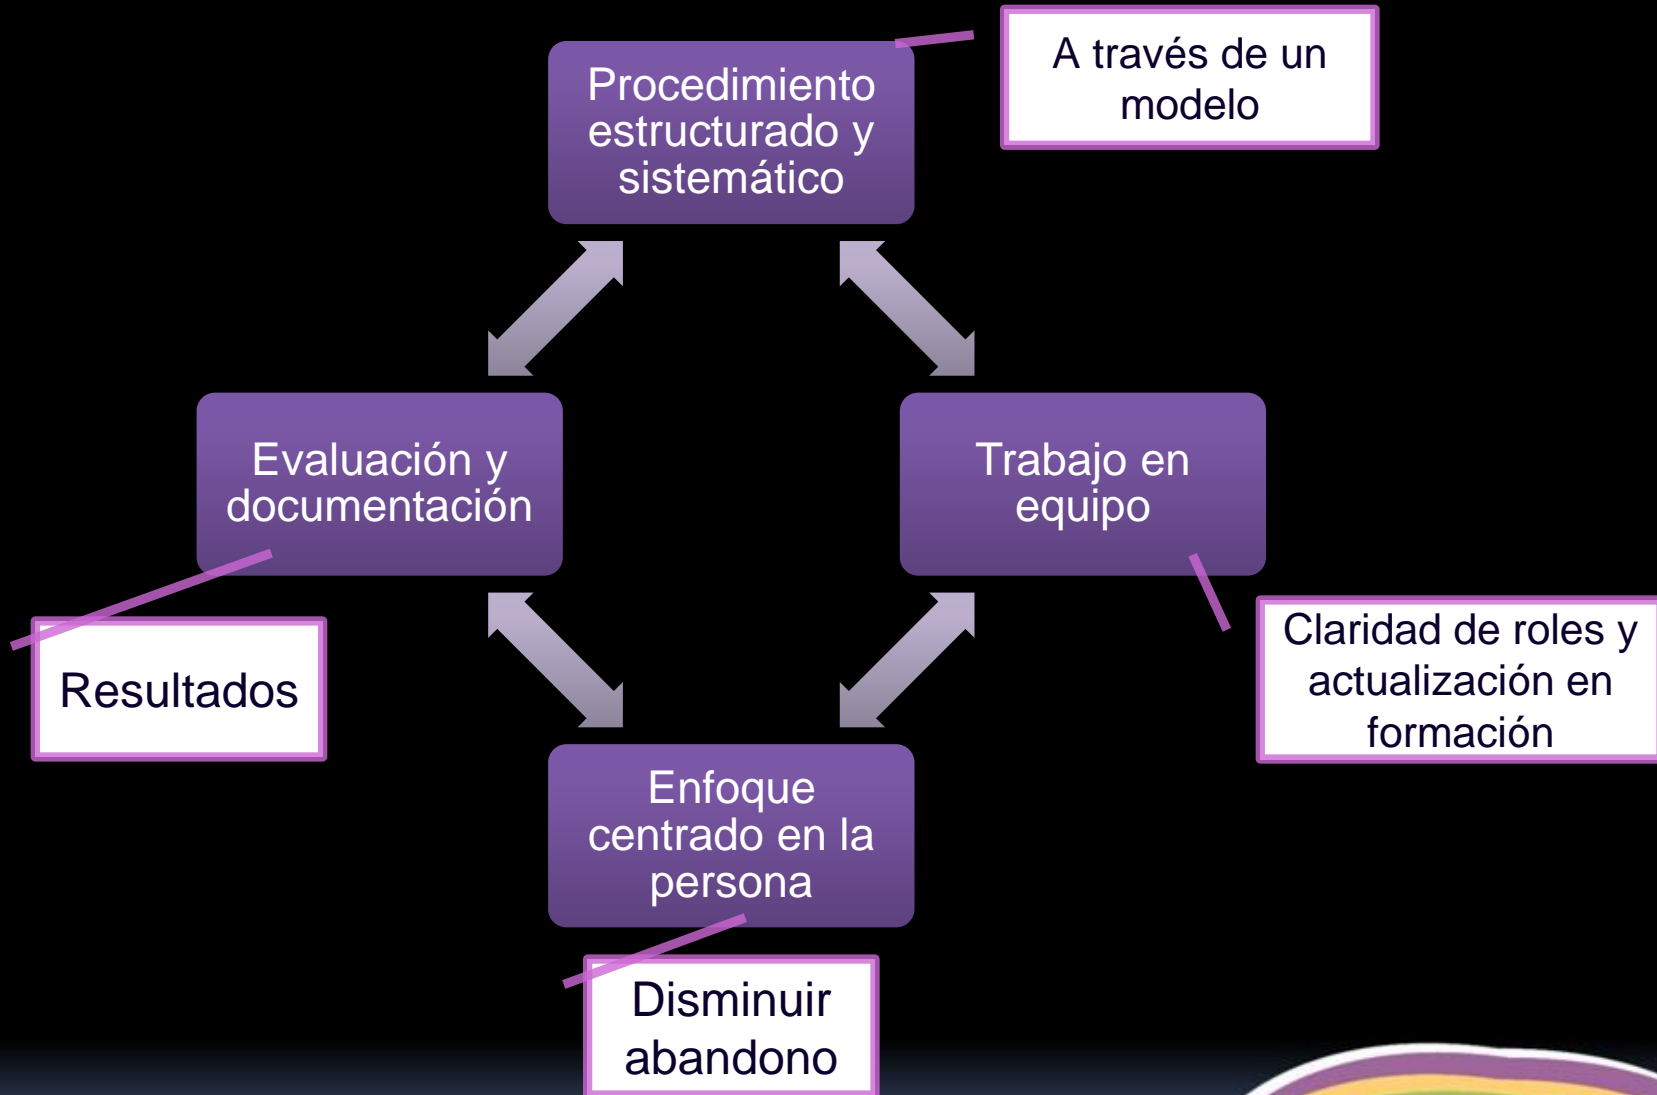 Procedimiento
estructurado y
sistemático
A través de un
modelo
Evaluación y
documentación
Trabajo en
equipo
Resultados
Claridad de roles y
actualización en
formación
Enfoque
centrado en la
persona
Disminuir
abandono